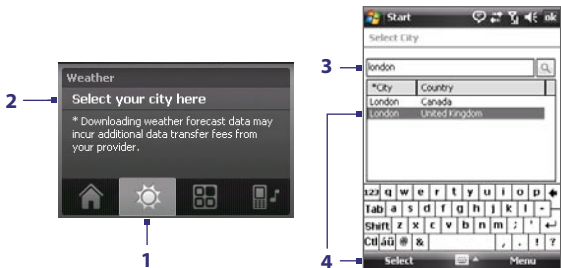 Weather
Select your city here
* Downloading weather forecast data may
incur additional data transfer fees from
your provider.
1
2
Start ok
Select City
3
london
*City Country
London Canada
London United Kingdom
4
123 q w e r t y u i o p
Tab a s d f g h j k l -
Shift z x c v b n m ; '
Ctl áü @ & , . ! ?
Select Menu